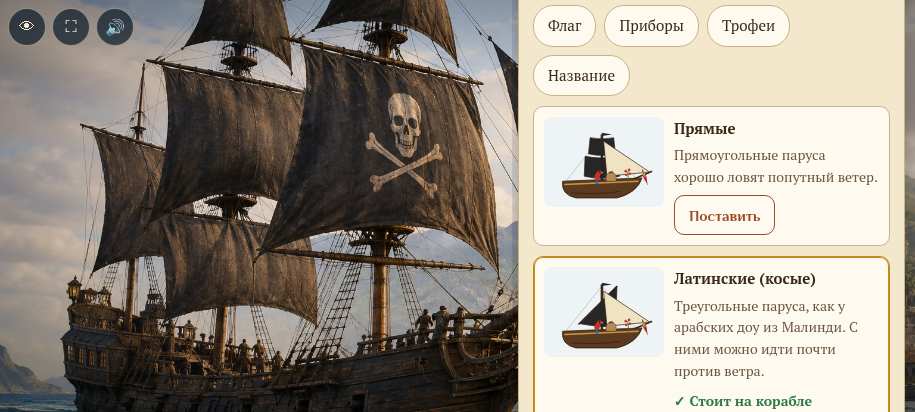 Флаг
Приборы
Трофеи
Название
Прямые
Прямоугольные паруса
хорошо ловят попутный ветер.
Поставить
Латинские (косые)
Треугольные паруса, как у
арабских доу из Малинди. С
ними можно идти почти
против ветра.
✓ Стоит на корабле